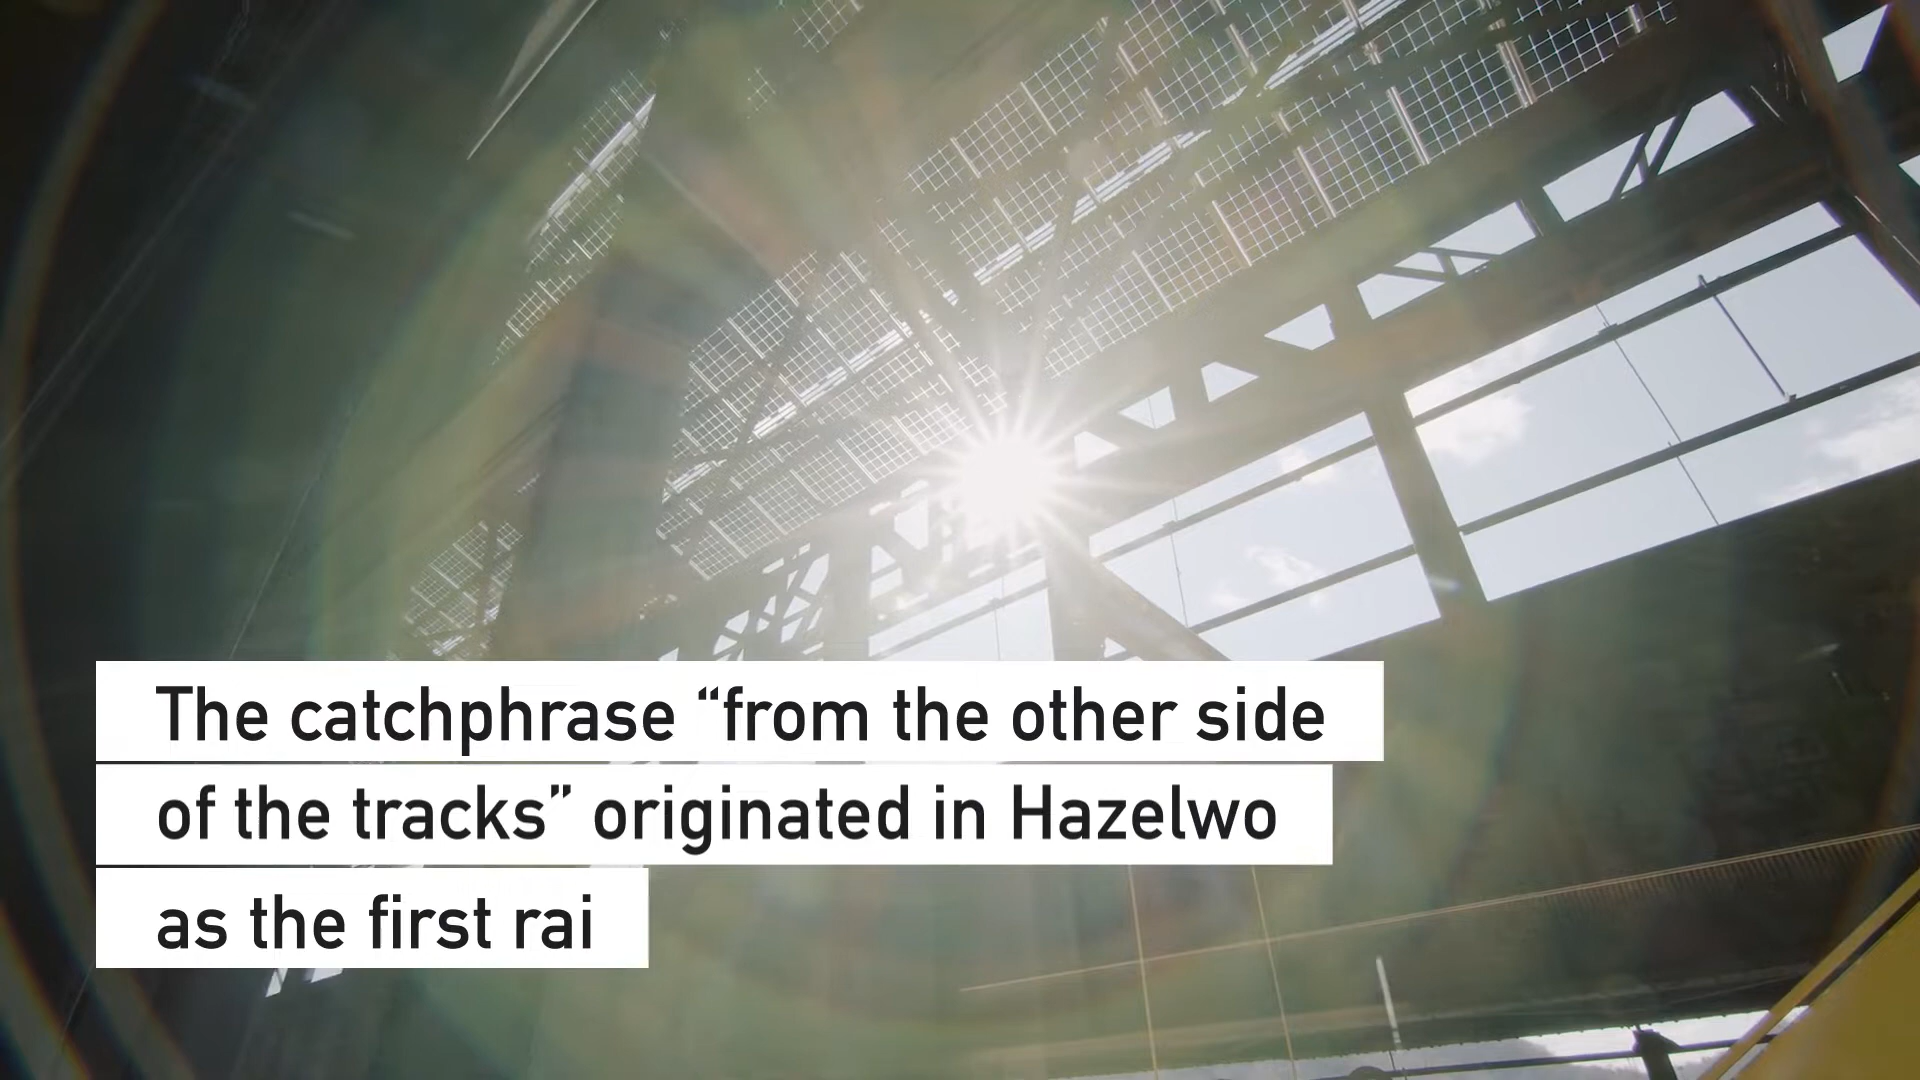 The catchphrase “from the other side
of the tracks” originated in Hazelwo
as the first rai